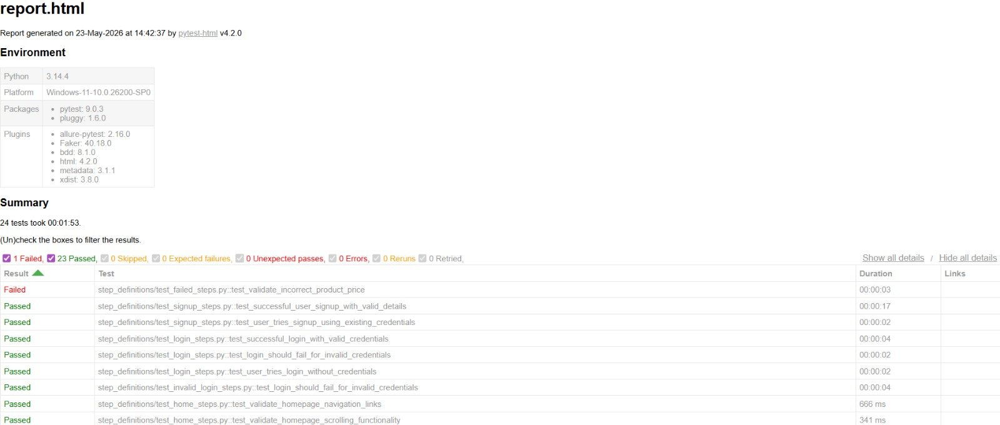 report.html
Report generated on 23-May-2026 at 14:42:37 by pytest-html v4.2.0
Environment
Python 3.14.4
Platform Windows-11-10.0.26200-SP0
Packages
pytest: 9.0.3
pluggy: 1.6.0
Plugins
allure-pytest: 2.16.0
Faker: 40.18.0
bdd: 8.1.0
html: 4.2.0
metadata: 3.1.1
xdist: 3.8.0
Summary
24 tests took 00:01:53.
(Un)check the boxes to filter the results.
1 Failed, 23 Passed, 0 Skipped, 0 Expected failures, 0 Unexpected passes, 0 Errors, 0 Reruns 0 Retried, Show all details / Hide all details
Result Test Duration Links
Failed step_definitions/test_failed_steps.py::test_validate_incorrect_product_price 00:00:03
Passed step_definitions/test_signup_steps.py::test_successful_user_signup_with_valid_details 00:00:17
Passed step_definitions/test_signup_steps.py::test_user_tries_signup_using_existing_credentials 00:00:02
Passed step_definitions/test_login_steps.py::test_successful_login_with_valid_credentials 00:00:04
Passed step_definitions/test_login_steps.py::test_login_should_fail_for_invalid_credentials 00:00:02
Passed step_definitions/test_login_steps.py::test_user_tries_login_without_credentials 00:00:02
Passed step_definitions/test_invalid_login_steps.py::test_login_should_fail_for_invalid_credentials 00:00:04
Passed step_definitions/test_home_steps.py::test_validate_homepage_navigation_links 666 ms
Passed step_definitions/test_home_steps.py::test_validate_homepage_scrolling_functionality 341 ms